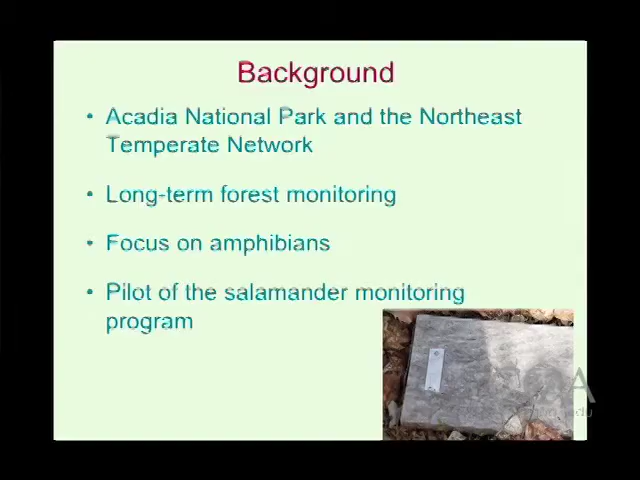 Background
• Acadia National Park and the Northeast
Temperate Network
• Long-term forest monitoring
• Focus on amphibians
• Pilot of the salamander monitoring
program